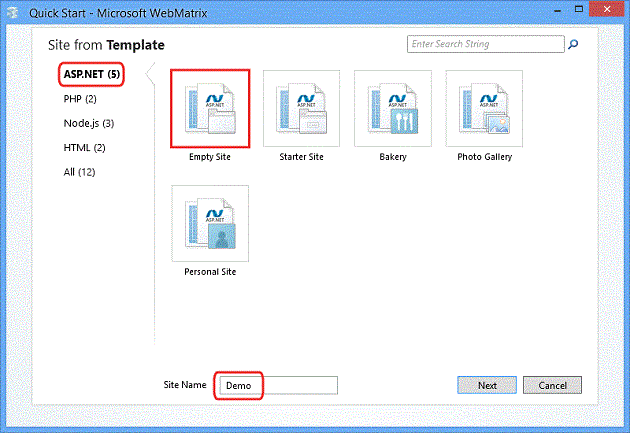 Quick Start - Microsoft WebMatrix
Site from Template
Enter Search String
ASP.NET (5)
PHP (2)
Node.js (3)
HTML (2)
All (12)
ASP.NET
ASP.NET
ASP.NET
ASP.NET
Empty Site
Starter Site
Bakery
Photo Gallery
ASP.NET
Personal Site
Site Name
Demo
Next
Cancel